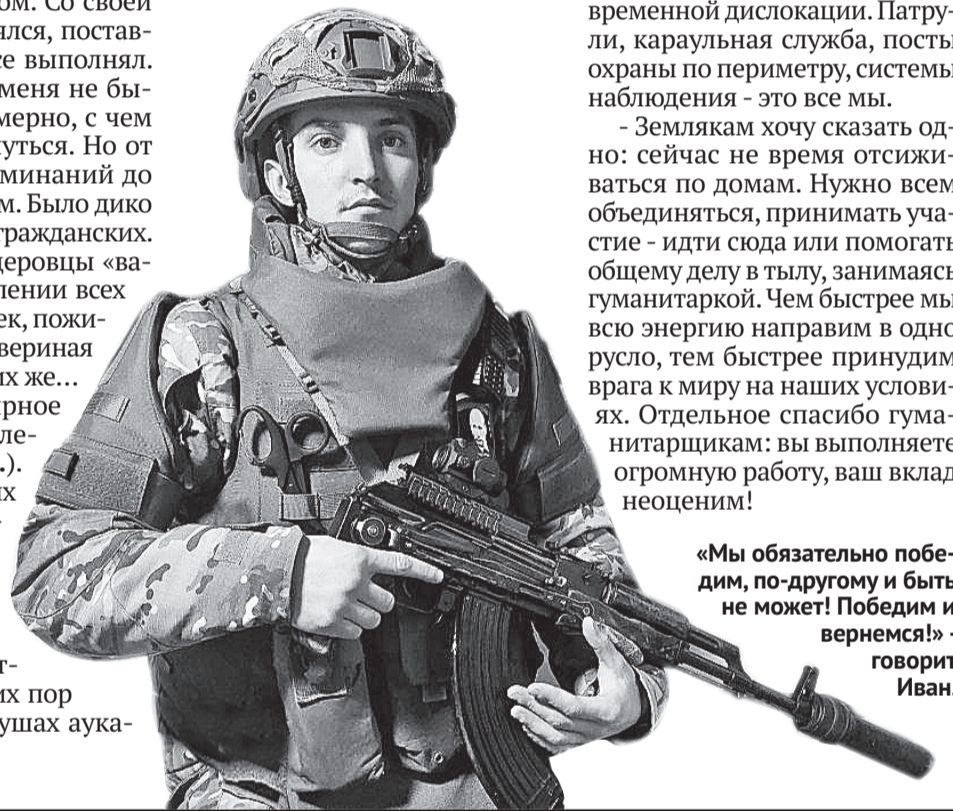 ом. Со своей
ялся, постав-
се выполнял.
меня не бы-
мерно, с чем
нуться. Но от
минаний до
м. Было дико
гражданских.
деровцы «ва-
лении всех
ек, пожи-
вериная
их же...
ирное
ле-
.).
их
т-
их пор
ушах аука-
временной дислокации. Патру-
ли, караульная служба, посты
охраны по периметру, системы
наблюдения - это все мы.
- Землякам хочу сказать од-
но: сейчас не время отсижи-
ваться по домам. Нужно всем
объединяться, принимать уча-
стие - идти сюда или помогать
общему делу в тылу, занимаясь
гуманитаркой. Чем быстрее мы
всю энергию направим в одно
русло, тем быстрее принудим
врага к миру на наших услови-
ях. Отдельное спасибо гума-
нитарщикам: вы выполняете
огромную работу, ваш вклад
неоценим!
«Мы обязательно побе-
дим, по-другому и быть
не может! Победим и
вернемся!» -
говорит
Иван.